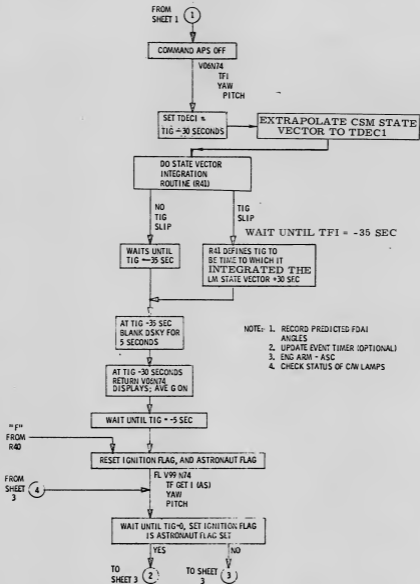 FROM
SHEET 1
1
COMMAND APS OFF
V06N74
TFI
YAW
PITCH
SET TDEC1 =
TIG -30 SECONDS
EXTRAPOLATE CSM STATE
VECTOR TO TDEC1
DO STATE VECTOR
INTEGRATION
ROUTINE (R41)
NO
TIG
SLIP
TIG
SLIP
WAIT UNTIL TFI = -35 SEC
WAITS UNTIL
TIG =-35 SEC
R41 DEFINES TIG TO
BE TIME TO WHICH IT
INTEGRATED THE
LM STATE VECTOR +30 SEC
AT TIG -35 SEC
BLANK DSKY FOR
5 SECONDS
NOTE: 1. RECORD PREDICTED FDAI
ANGLES
2. UPDATE EVENT TIMER (OPTIONAL)
3. ENG ARM - ASC
4. CHECK STATUS OF C/W LAMPS
AT TIG -30 SECONDS
RETURN V06N74
DISPLAYS; AVE G ON
WAIT UNTIL TIG = -5 SEC
"F"
FROM
R40
RESET IGNITION FLAG, AND ASTRONAUT FLAG
FL V99 N74
TF GET I (AS)
YAW
PITCH
FROM
SHEET
3
4
WAIT UNTIL TIG=0, SET IGNITION FLAG
IS ASTRONAUT FLAG SET
YES
NO
TO
SHEET 3
2
TO SHEET
3
3